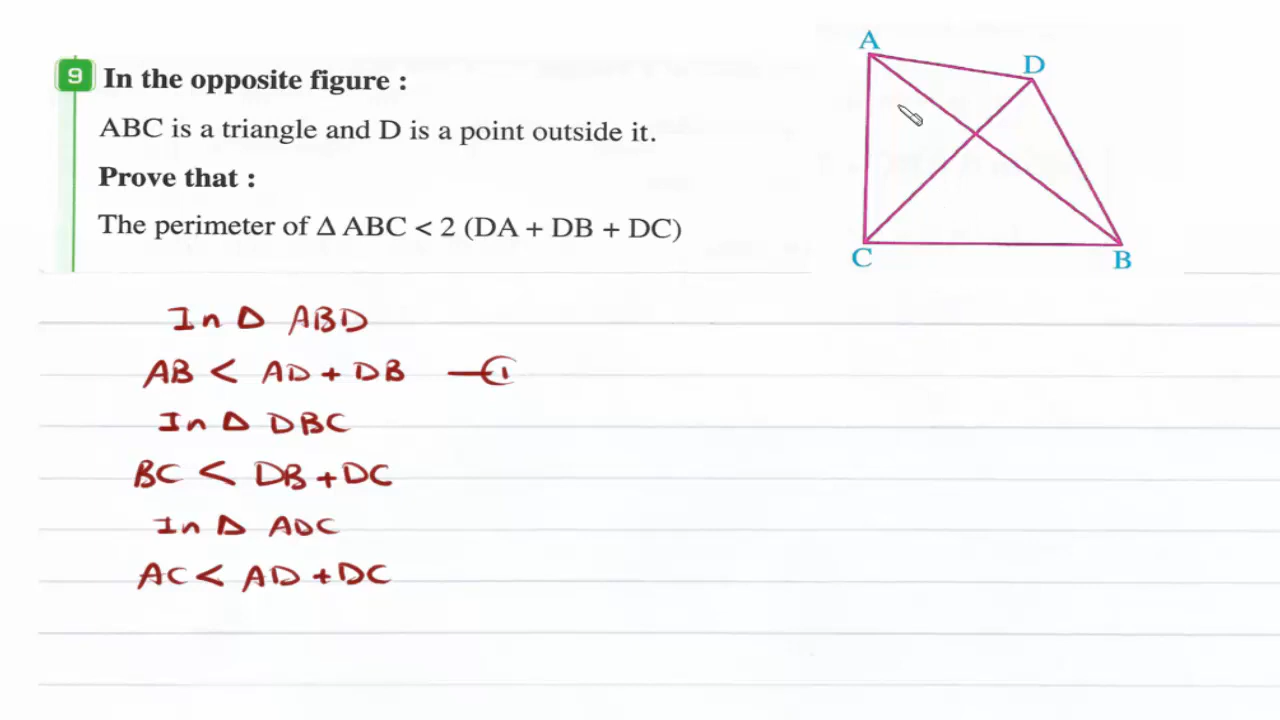 9 In the opposite figure :
ABC is a triangle and D is a point outside it.
Prove that :
The perimeter of Δ ABC < 2 (DA + DB + DC)
A
D
C
B
In Δ ABD
AB < AD + DB —①
In Δ DBC
BC < DB + DC
In Δ ADC
AC < AD + DC